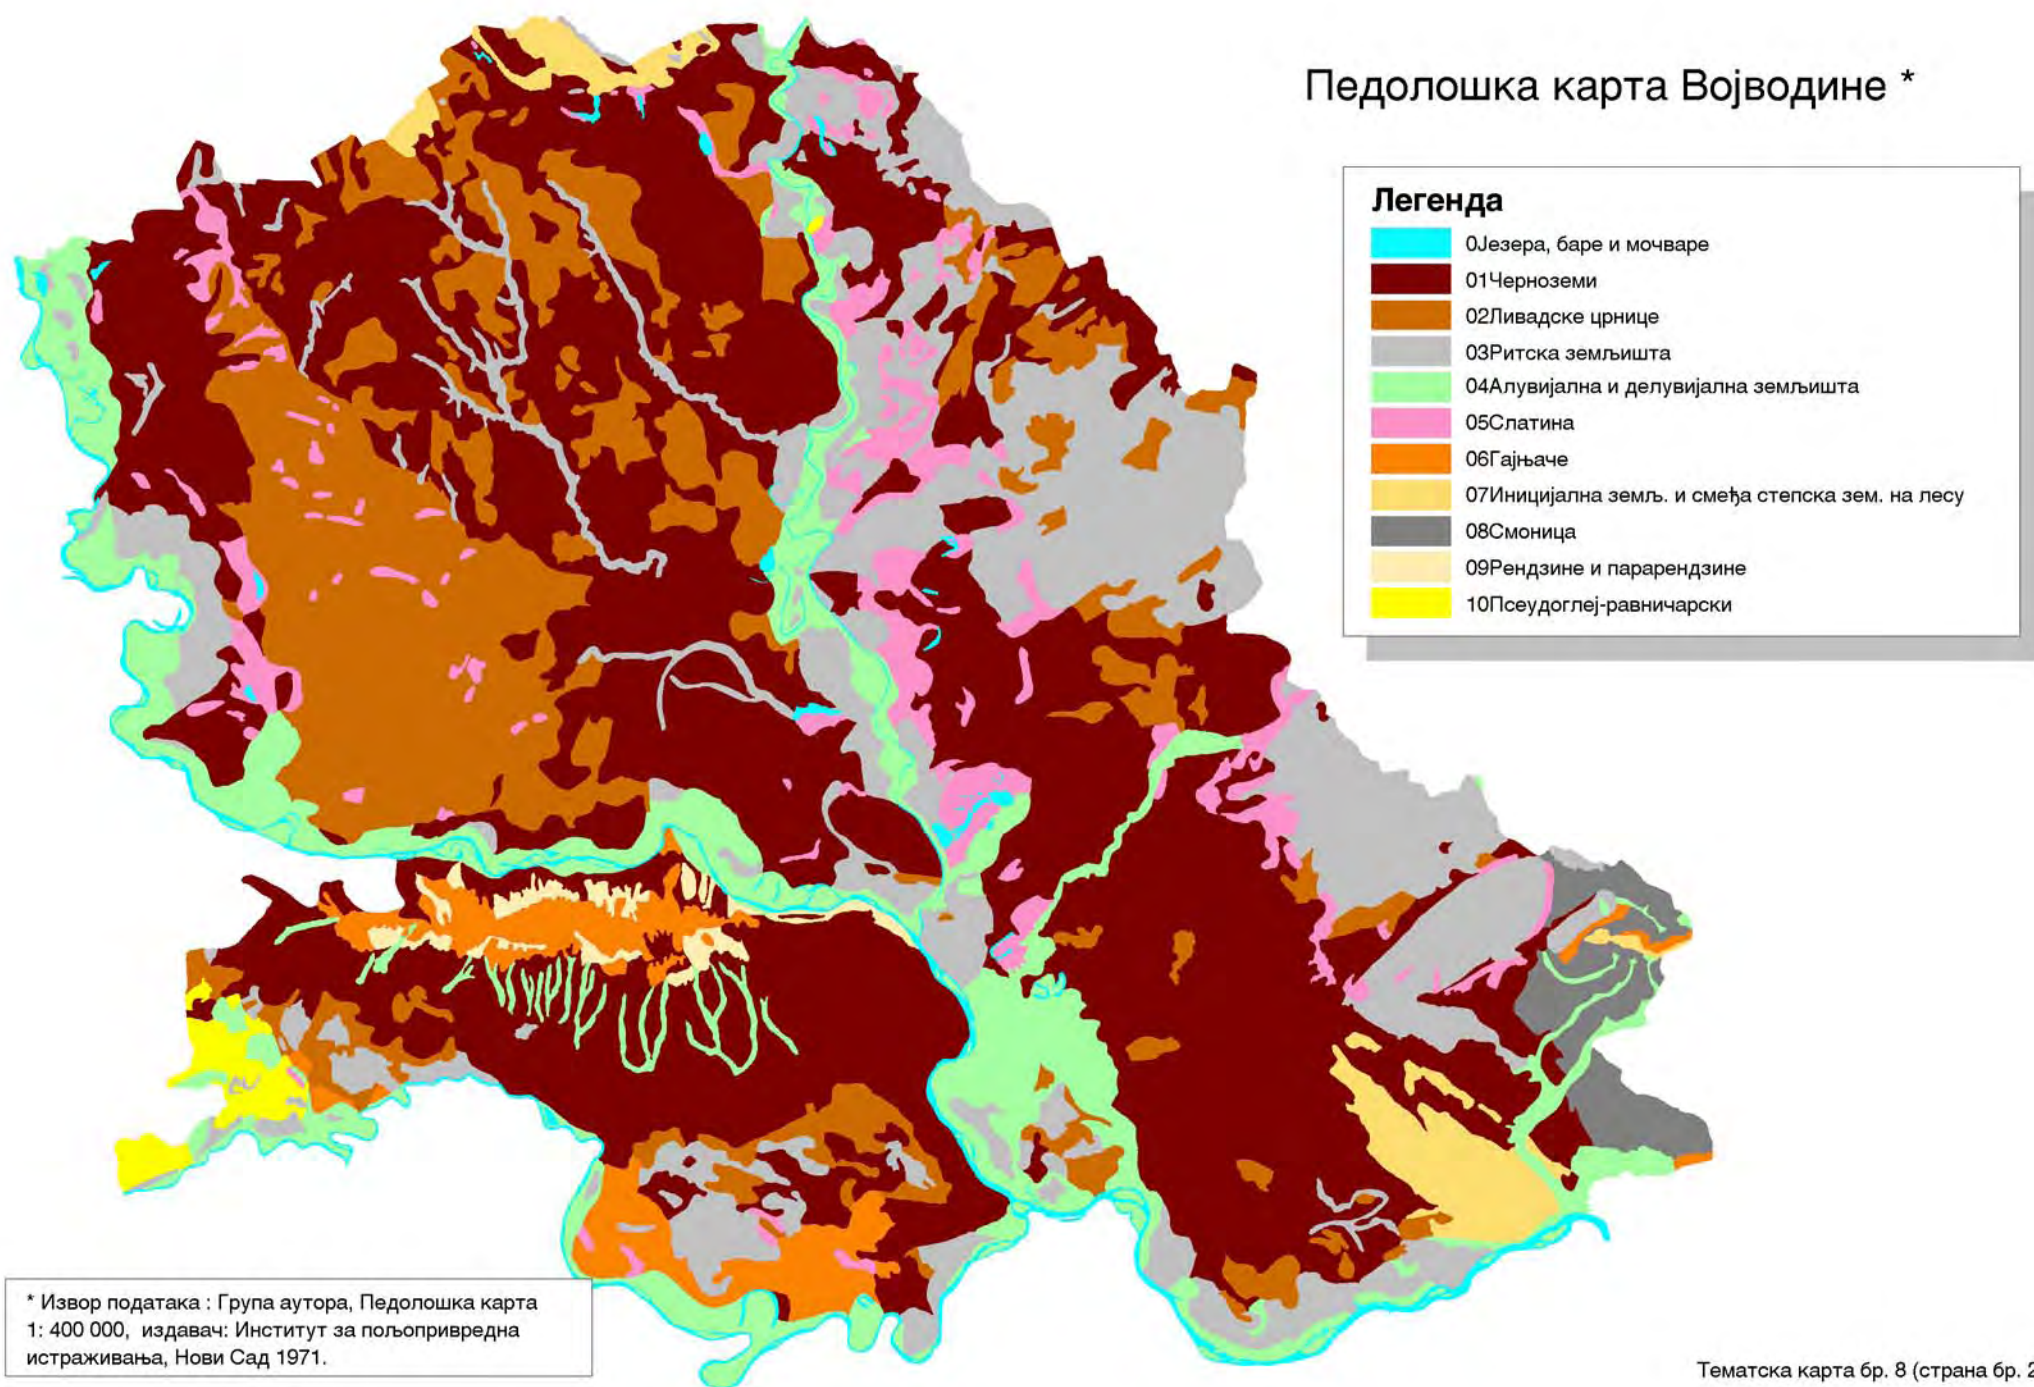 Педолошка карта Војводине *
Легенда
0Језера, баре и мочваре
01Черноземи
02Ливадске црнице
03Ритска земљишта
04Алувијална и делувијална земљишта
05Слатина
06Гајњаче
07Иницијална земљ. и смеђа степска зем. на лесу
08Смоница
09Рендзине и парарендзине
10Псеудоглеј-равничарски
* Извор података : Група аутора, Педолошка карта
1: 400 000, издавач: Институт за пољопривредна
истраживања, Нови Сад 1971.
Тематска карта бр. 8 (страна бр. 2